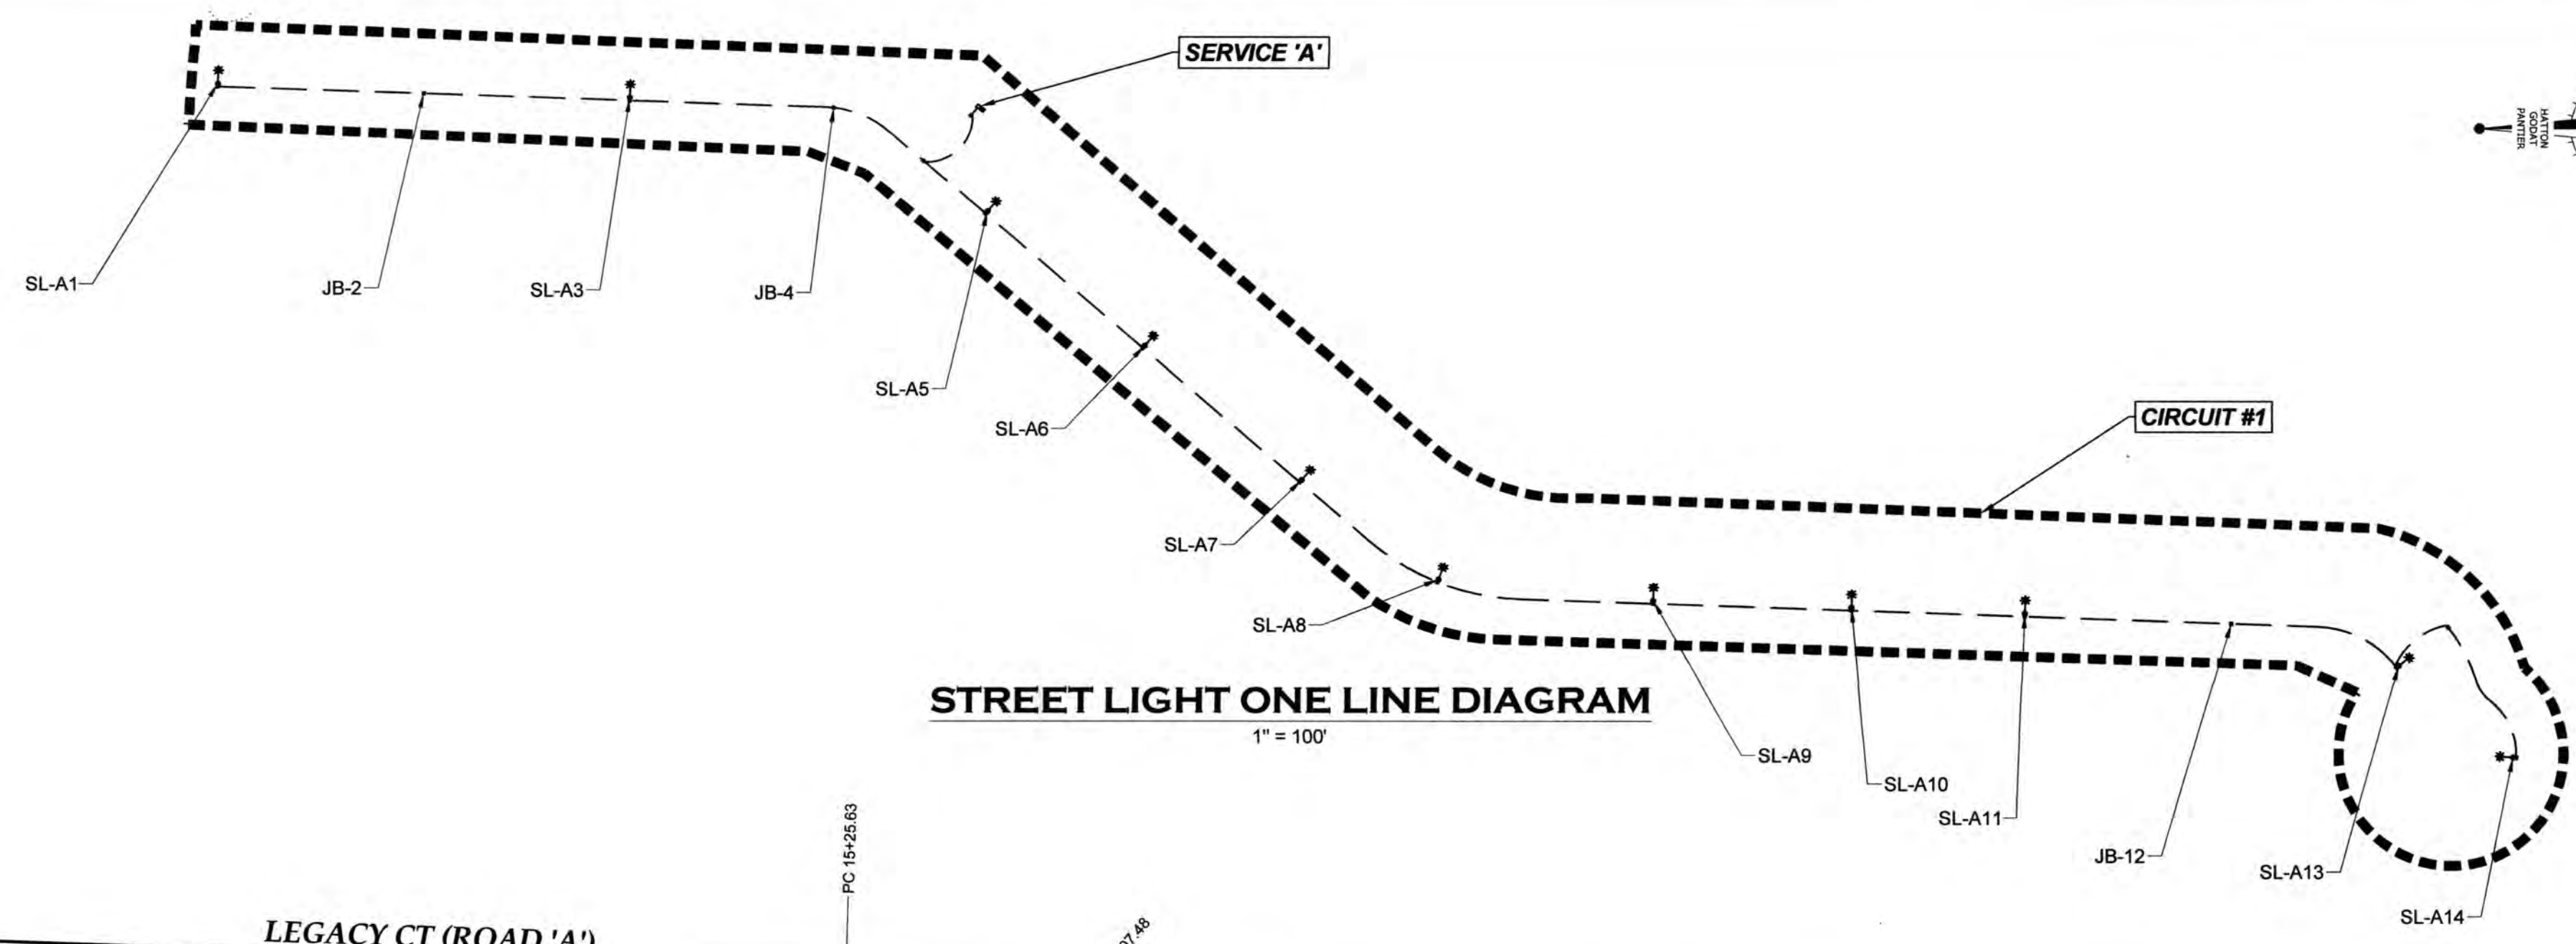 SERVICE 'A'
HATTON
GODAT
PANTIER
SL-A1
JB-2
SL-A3
JB-4
SL-A5
SL-A6
CIRCUIT #1
SL-A7
SL-A8
STREET LIGHT ONE LINE DIAGRAM
1" = 100'
SL-A9
SL-A10
SL-A11
JB-12
SL-A13
SL-A14
PC 15+25.63
LEGACY CT (ROAD 'A')